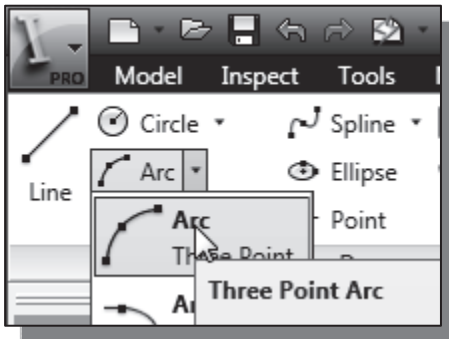 PRO
Model Inspect Tools
Circle Spline
Arc Ellipse
Line Point
Arc
Three Point
Three Point Arc